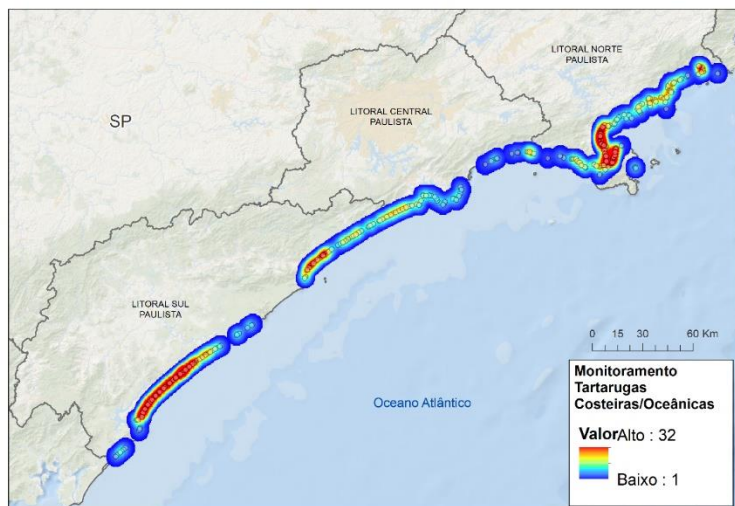 LITORAL NORTE
PAULISTA
LITORAL CENTRAL
PAULISTA
SP
LITORAL SUL
PAULISTA
0 15 30 60 Km
Oceano Atlântico
Monitoramento
Tartarugas
Costeiras/Oceânicas
Valor
Alto : 32
Baixo : 1